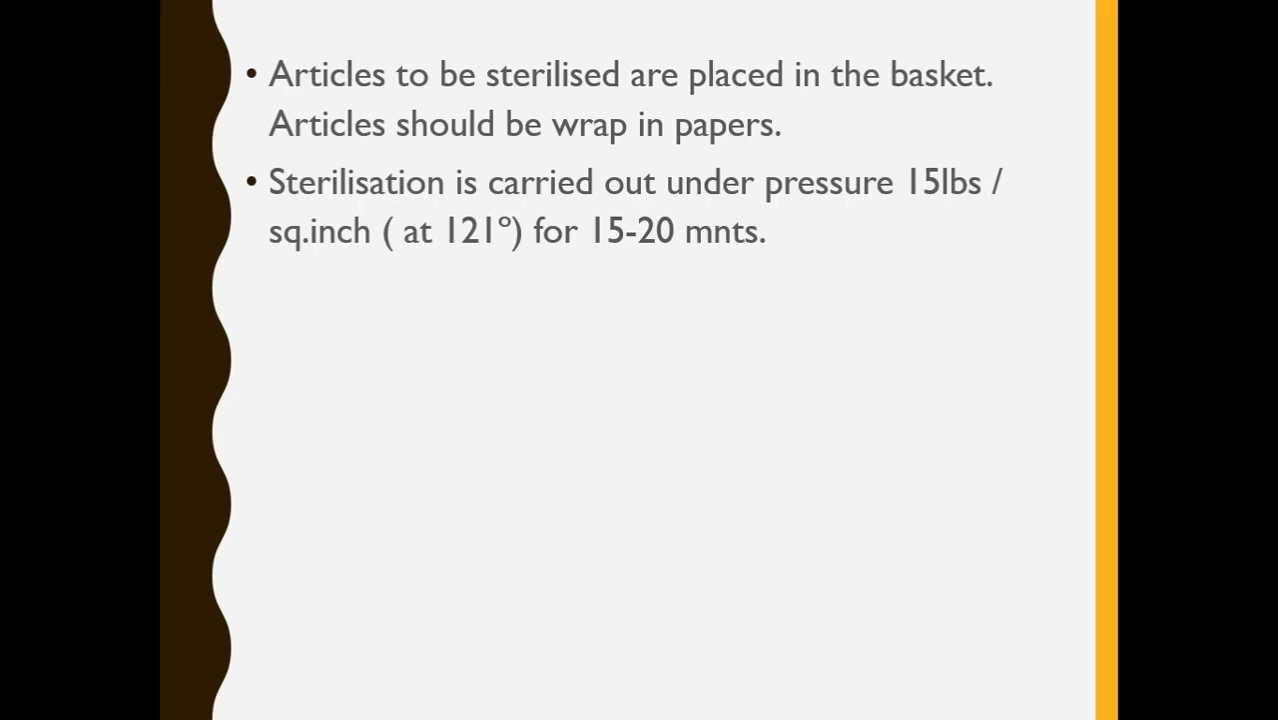 • Articles to be sterilised are placed in the basket.
Articles should be wrap in papers.
• Sterilisation is carried out under pressure 15lbs /
sq.inch ( at 121º) for 15-20 mnts.